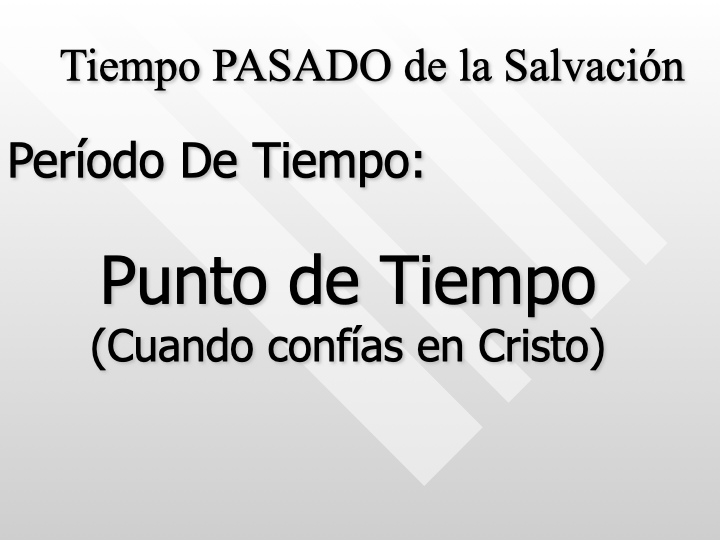 Tiempo PASADO de la Salvación
Período De Tiempo:
Punto de Tiempo
(Cuando confías en Cristo)